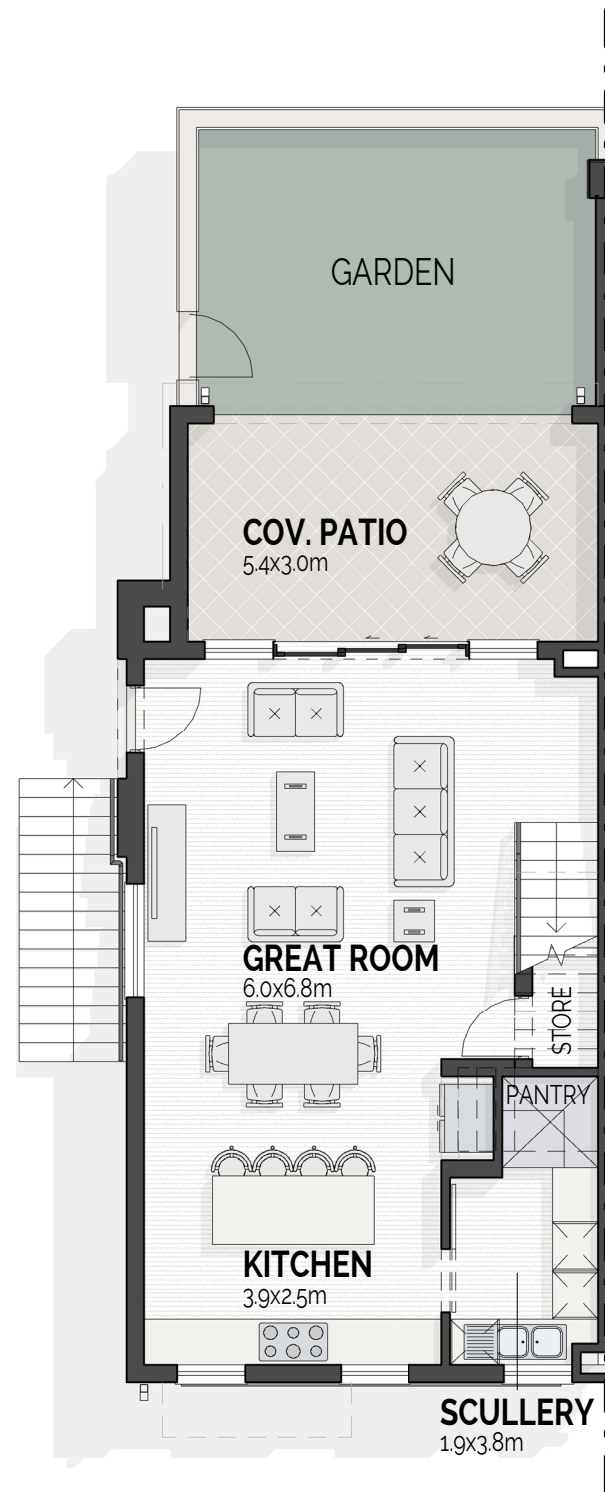 GARDEN
COV. PATIO
5.4x3.0m
GREAT ROOM
6.0x6.8m
STORE
PANTRY
KITCHEN
3.9x2.5m
SCULLERY
1.9x3.8m